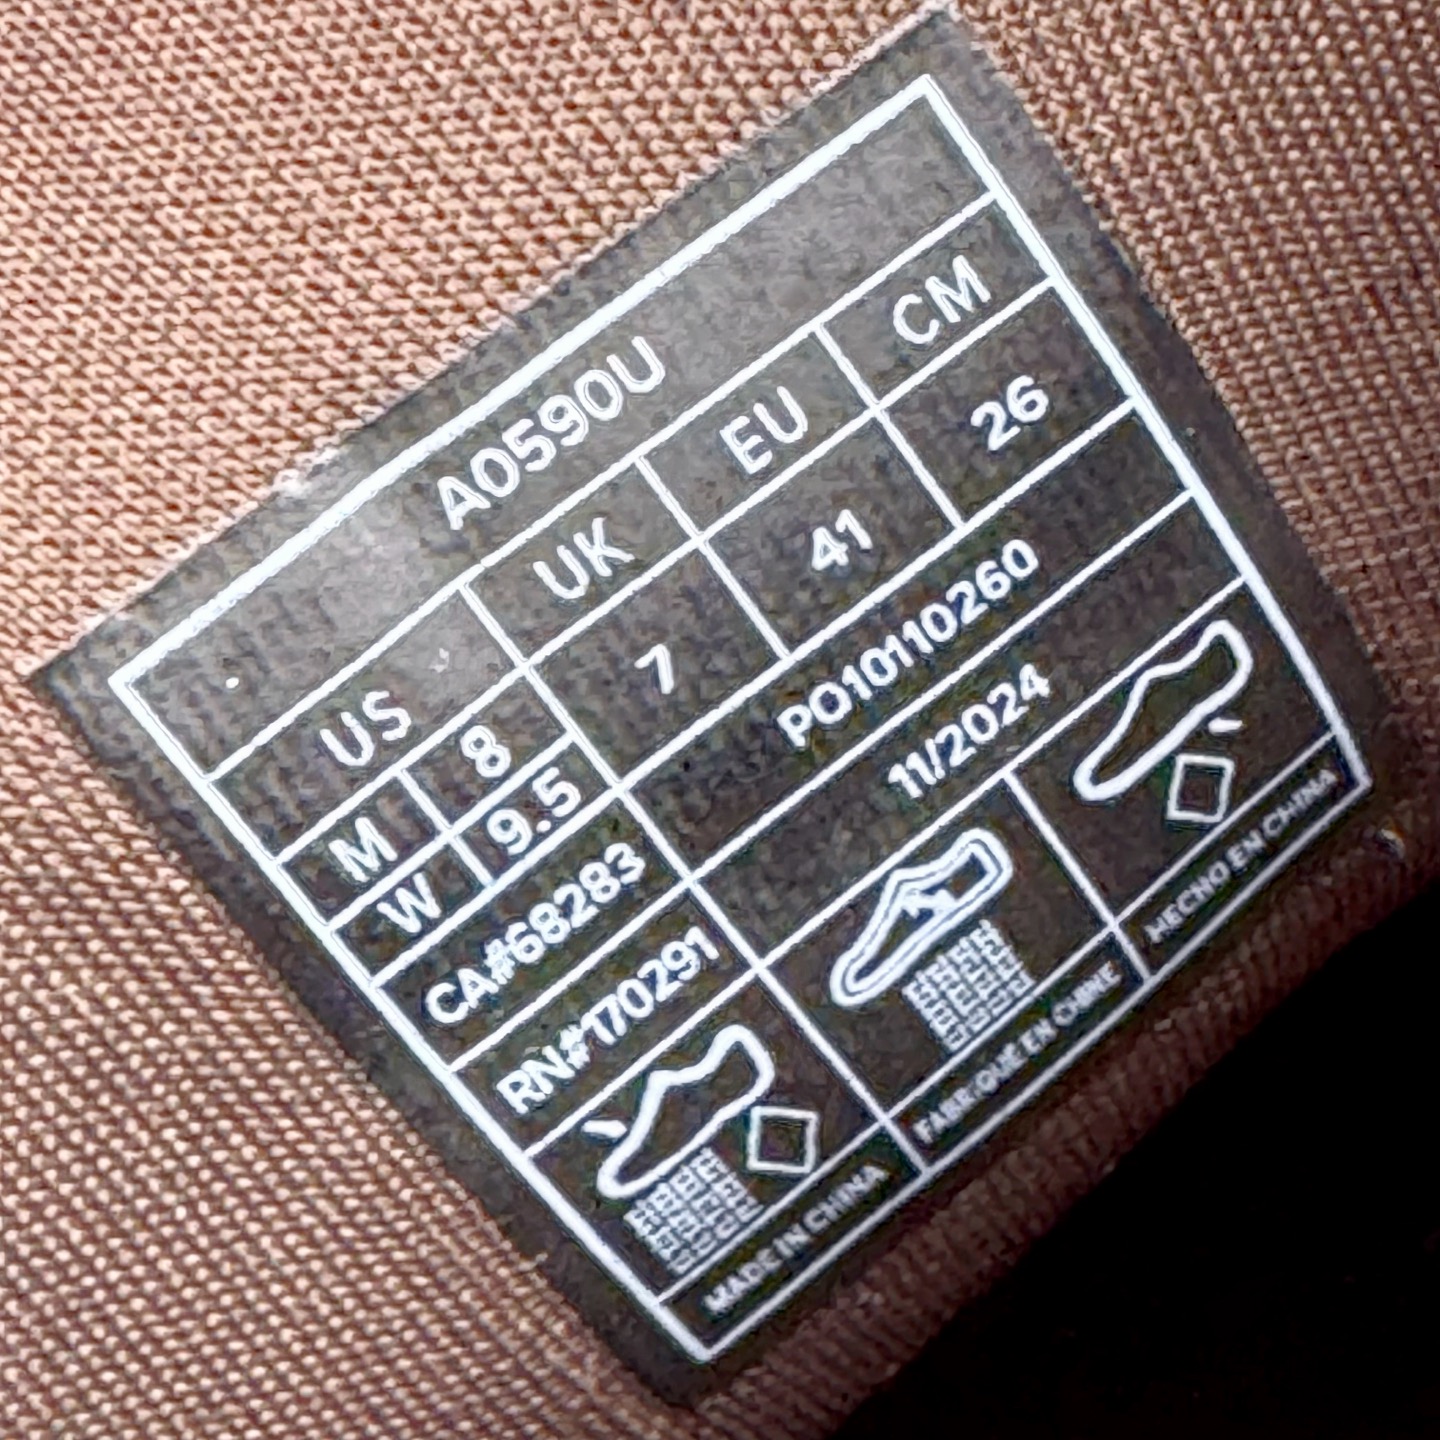 A0590U
US UK EU CM
M 8 7 41 26
W 9.5
CA#68283 PO10110260
RN#170291 11/2024
MADE IN CHINA FABRIQUÉ EN CHINE HECHO EN CHINA